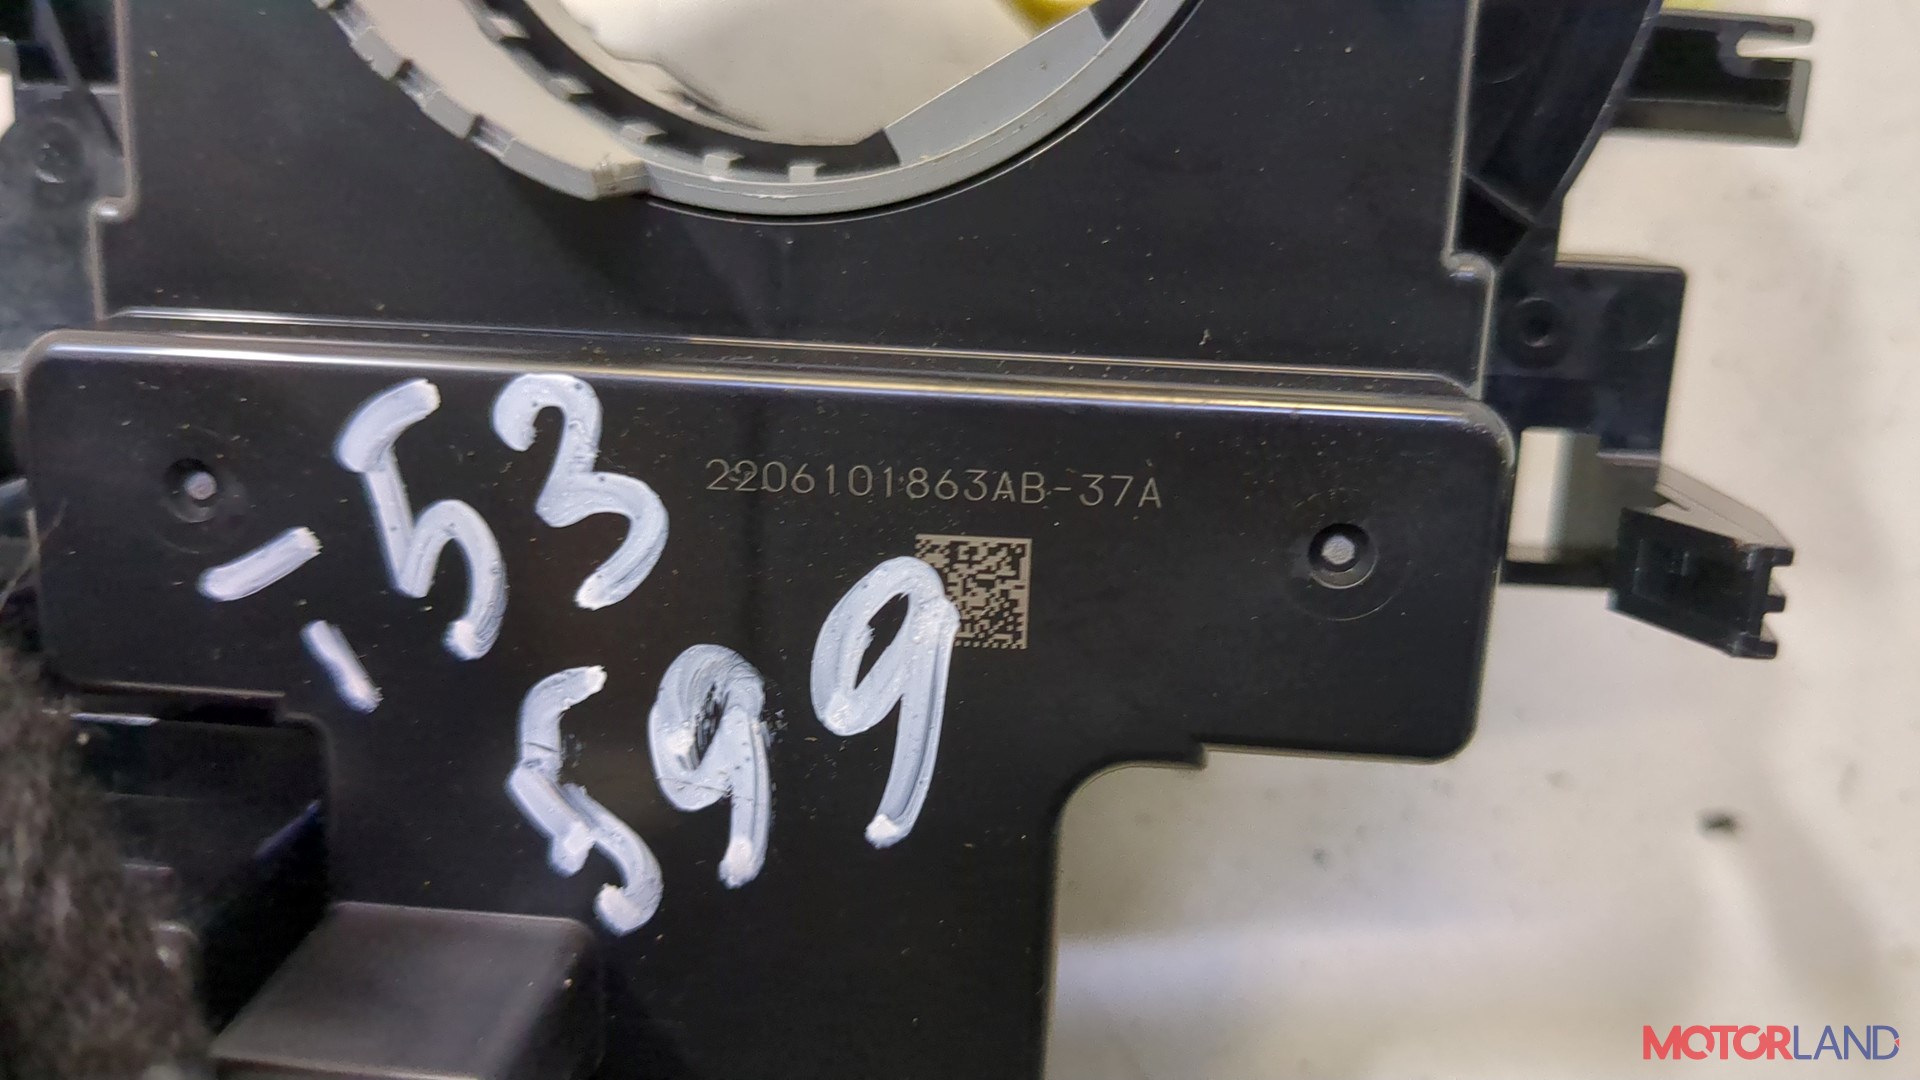 2206101863AB-37A
- 53
- 599
MOTORLAND